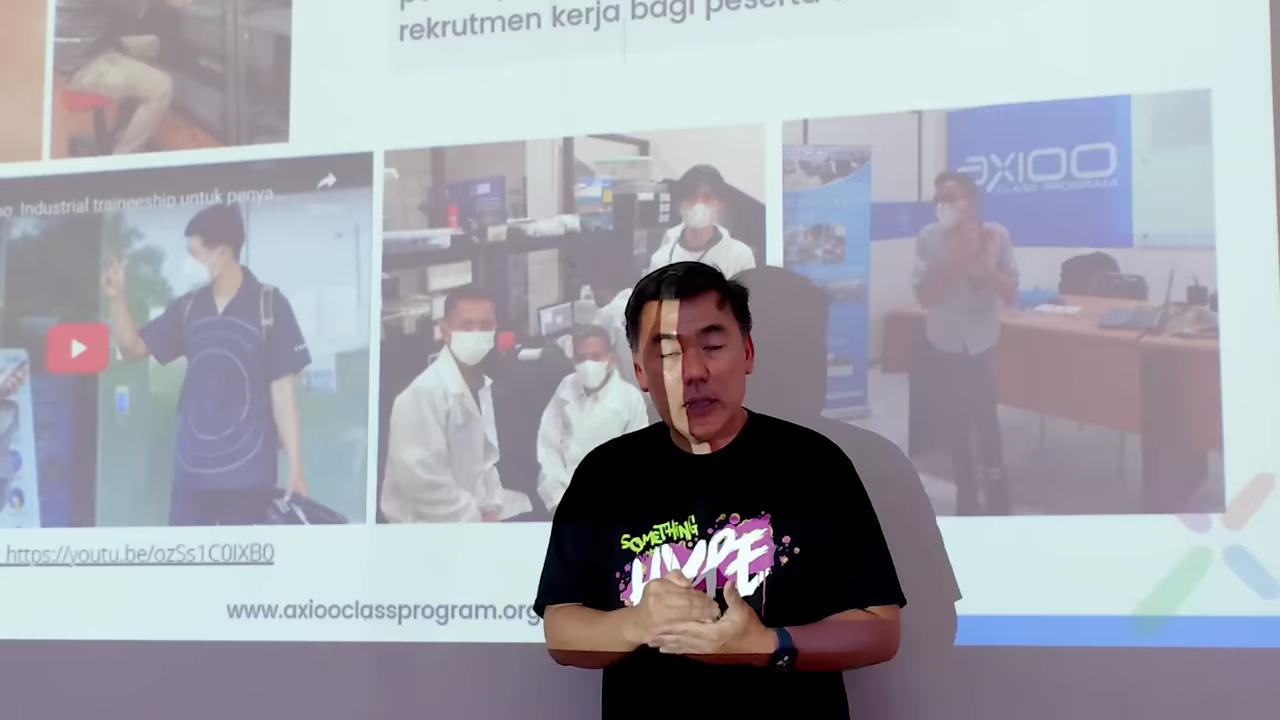 rekrutmen kerja bagi peserta
Industrial traineeship untuk penya...
AXIOO
CLASS PROGRAM
https://youtu.be/ozSs1C0IXB0
www.axiooclassprogram.org
SOMETHING
HYPE